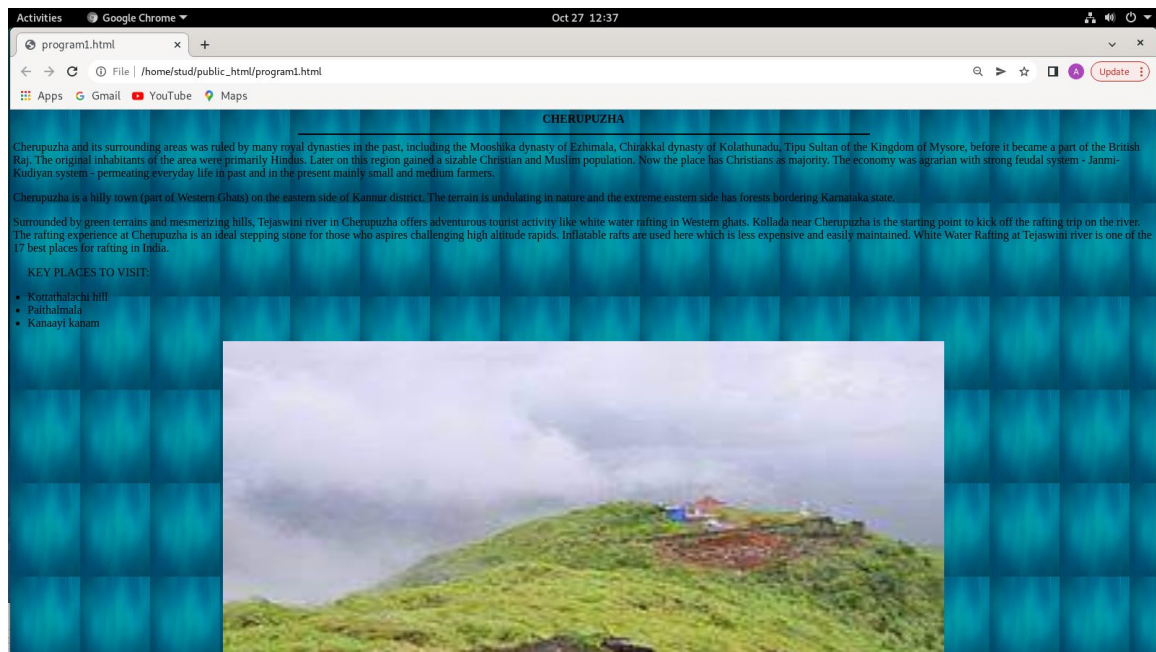 Activities Google Chrome Oct 27 12:37
program1.html
File /home/stud/public_html/program1.html A Update
Apps Gmail YouTube Maps
CHERUPUZHA
Cherupuzha and its surrounding areas was ruled by many royal dynasties in the past, including the Mooshika dynasty of Ezhimala, Chirakkal dynasty of Kolathunadu, Tipu Sultan of the Kingdom of Mysore, before it became a part of the British
Raj. The original inhabitants of the area were primarily Hindus. Later on this region gained a sizable Christian and Muslim population. Now the place has Christians as majority. The economy was agrarian with strong feudal system - Janmi-
Kudiyan system - permeating everyday life in past and in the present mainly small and medium farmers.
Cherupuzha is a hilly town (part of Western Ghats) on the eastern side of Kannur district. The terrain is undulating in nature and the extreme eastern side has forests bordering Karnataka state.
Surrounded by green terrains and mesmerizing hills, Tejaswini river in Cherupuzha offers adventurous tourist activity like white water rafting in Western ghats. Kollada near Cherupuzha is the starting point to kick off the rafting trip on the river.
The rafting experience at Cherupuzha is an ideal stepping stone for those who aspires challenging high altitude rapids. Inflatable rafts are used here which is less expensive and easily maintained. White Water Rafting at Tejaswini river is one of the
17 best places for rafting in India.
KEY PLACES TO VISIT:
Kottathalachi hill
Paithalmala
Kanaayi kanam